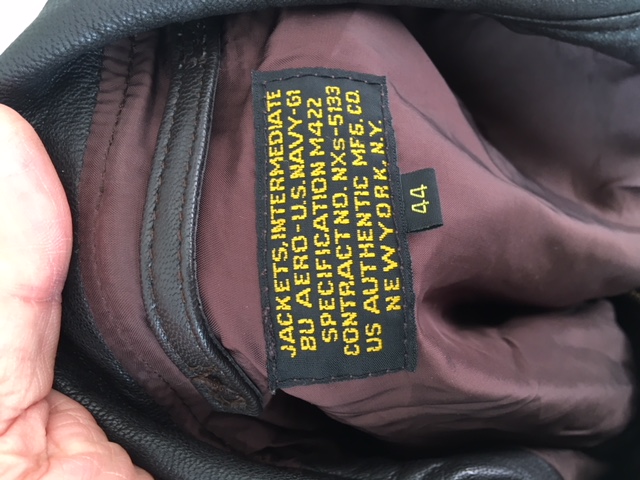 JACKETS, INTERMEDIATE
BU AERO-U.S.NAVY-G1
SPECIFICATION M422
CONTRACT NO. NXs-5133
US AUTHENTIC MFG. CO.
NEW YORK, N.Y.
44